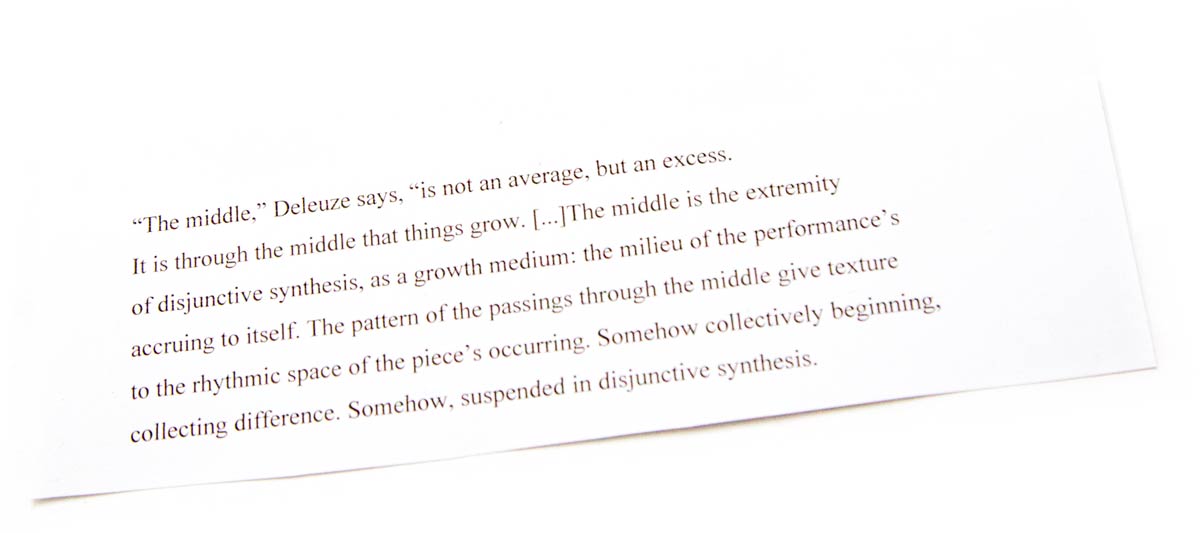 “The middle,” Deleuze says, “is not an average, but an excess.
It is through the middle that things grow. [...]The middle is the extremity
of disjunctive synthesis, as a growth medium: the milieu of the performance’s
accruing to itself. The pattern of the passings through the middle give texture
to the rhythmic space of the piece’s occurring. Somehow collectively beginning,
collecting difference. Somehow, suspended in disjunctive synthesis.